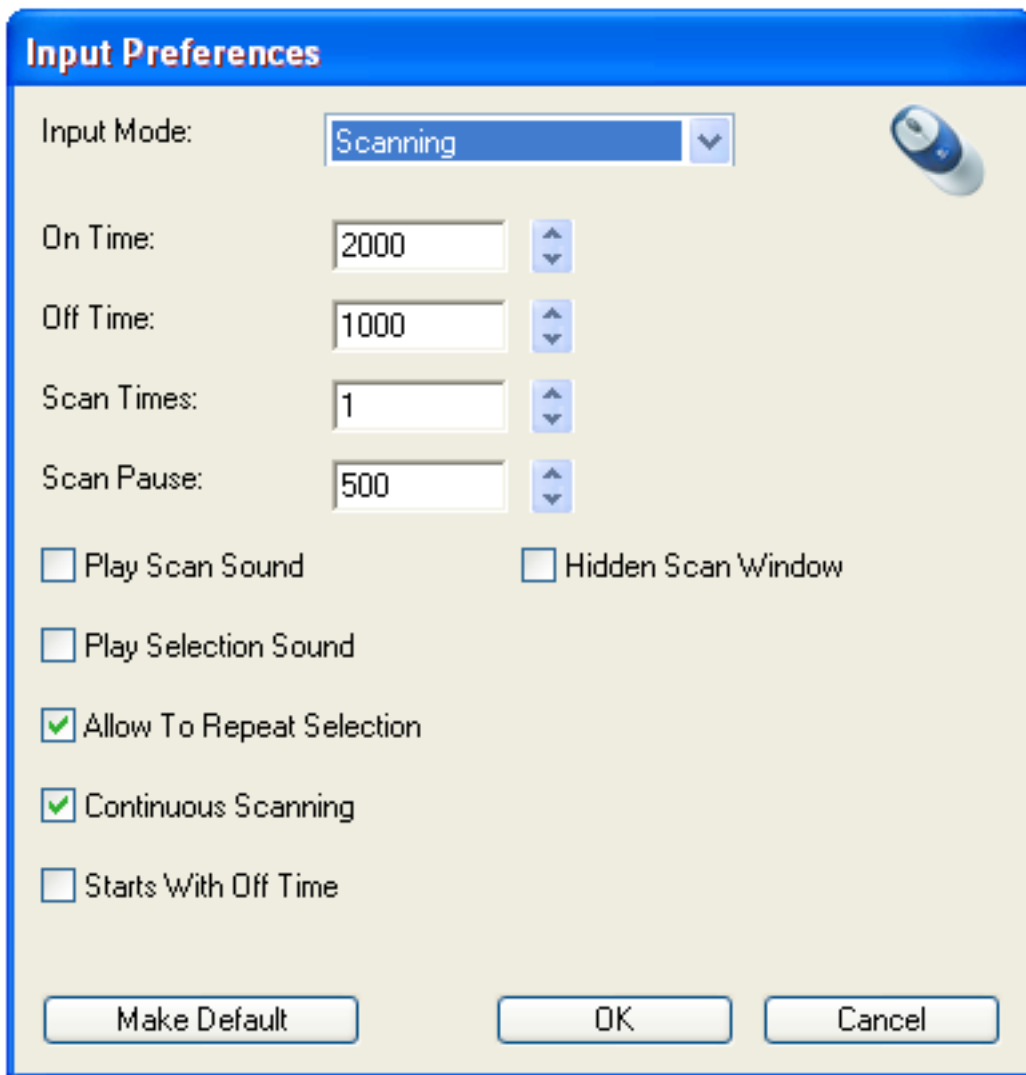 Input Preferences
Input Mode: Scanning
On Time: 2000
Off Time: 1000
Scan Times: 1
Scan Pause: 500
Play Scan Sound Hidden Scan Window
Play Selection Sound
Allow To Repeat Selection
Continuous Scanning
Starts With Off Time
Make Default OK Cancel